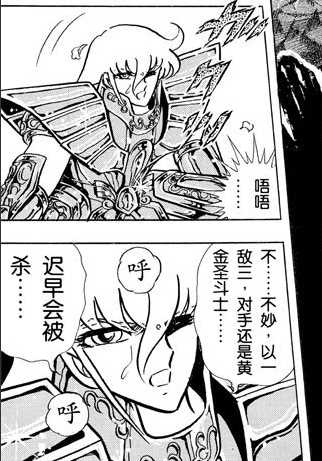 唔唔
……
不……不妙，以一
敌三，对手还是黄
金圣斗士……
呼
呼
迟早会被
杀……